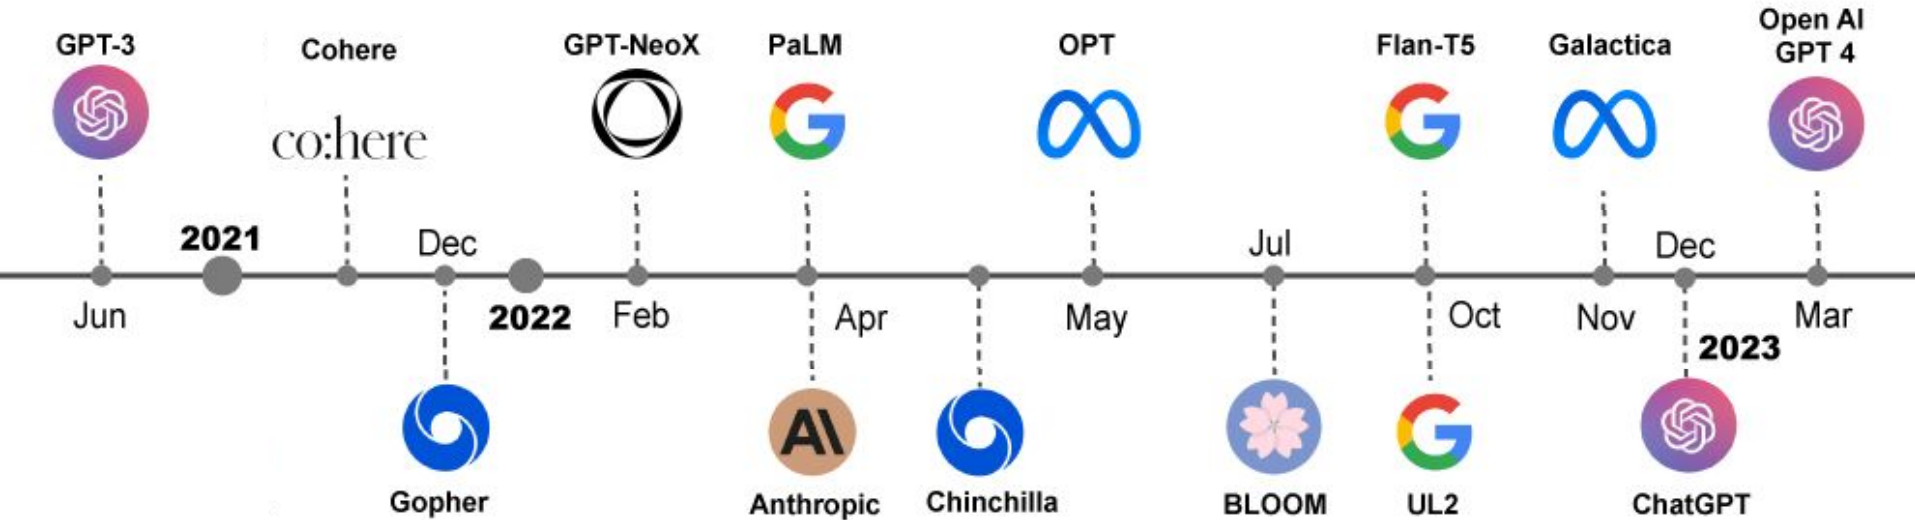 GPT-3
Cohere
GPT-NeoX
PaLM
OPT
Flan-T5
Galactica
Open AI
GPT 4
co:here
2021
Dec
Jul
Dec
Jun
2022
Feb
Apr
May
Oct
Nov
Mar
2023
AI
Gopher
Anthropic
Chinchilla
BLOOM
UL2
ChatGPT